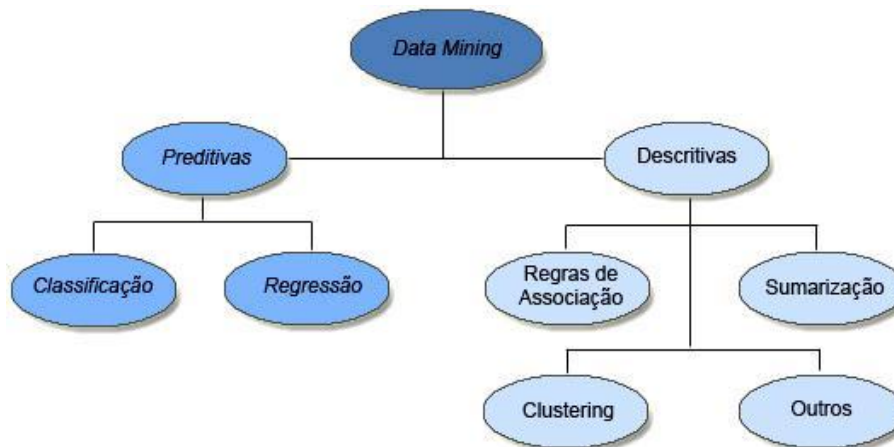 Data Mining
Preditivas
Descritivas
Classificação
Regressão
Regras de
Associação
Sumarização
Clustering
Outros